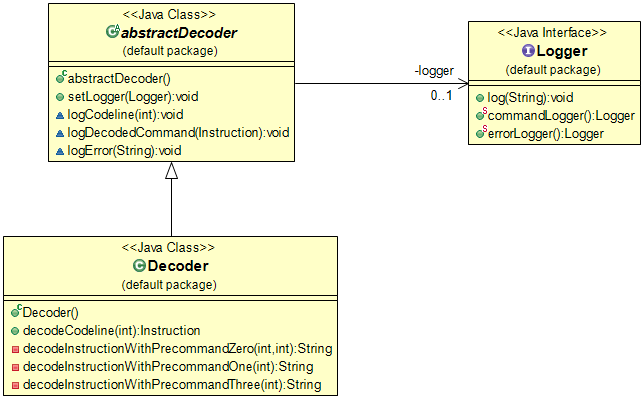 <<Java Class>>
abstractDecoder
(default package)
abstractDecoder()
setLogger(Logger):void
logCodeline(int):void
logDecodedCommand(Instruction):void
logError(String):void
-logger
0..1
<<Java Interface>>
Logger
(default package)
log(String):void
commandLogger():Logger
errorLogger():Logger
<<Java Class>>
Decoder
(default package)
Decoder()
decodeCodeline(int):Instruction
decodeInstructionWithPrecommandZero(int,int):String
decodeInstructionWithPrecommandOne(int):String
decodeInstructionWithPrecommandThree(int):String